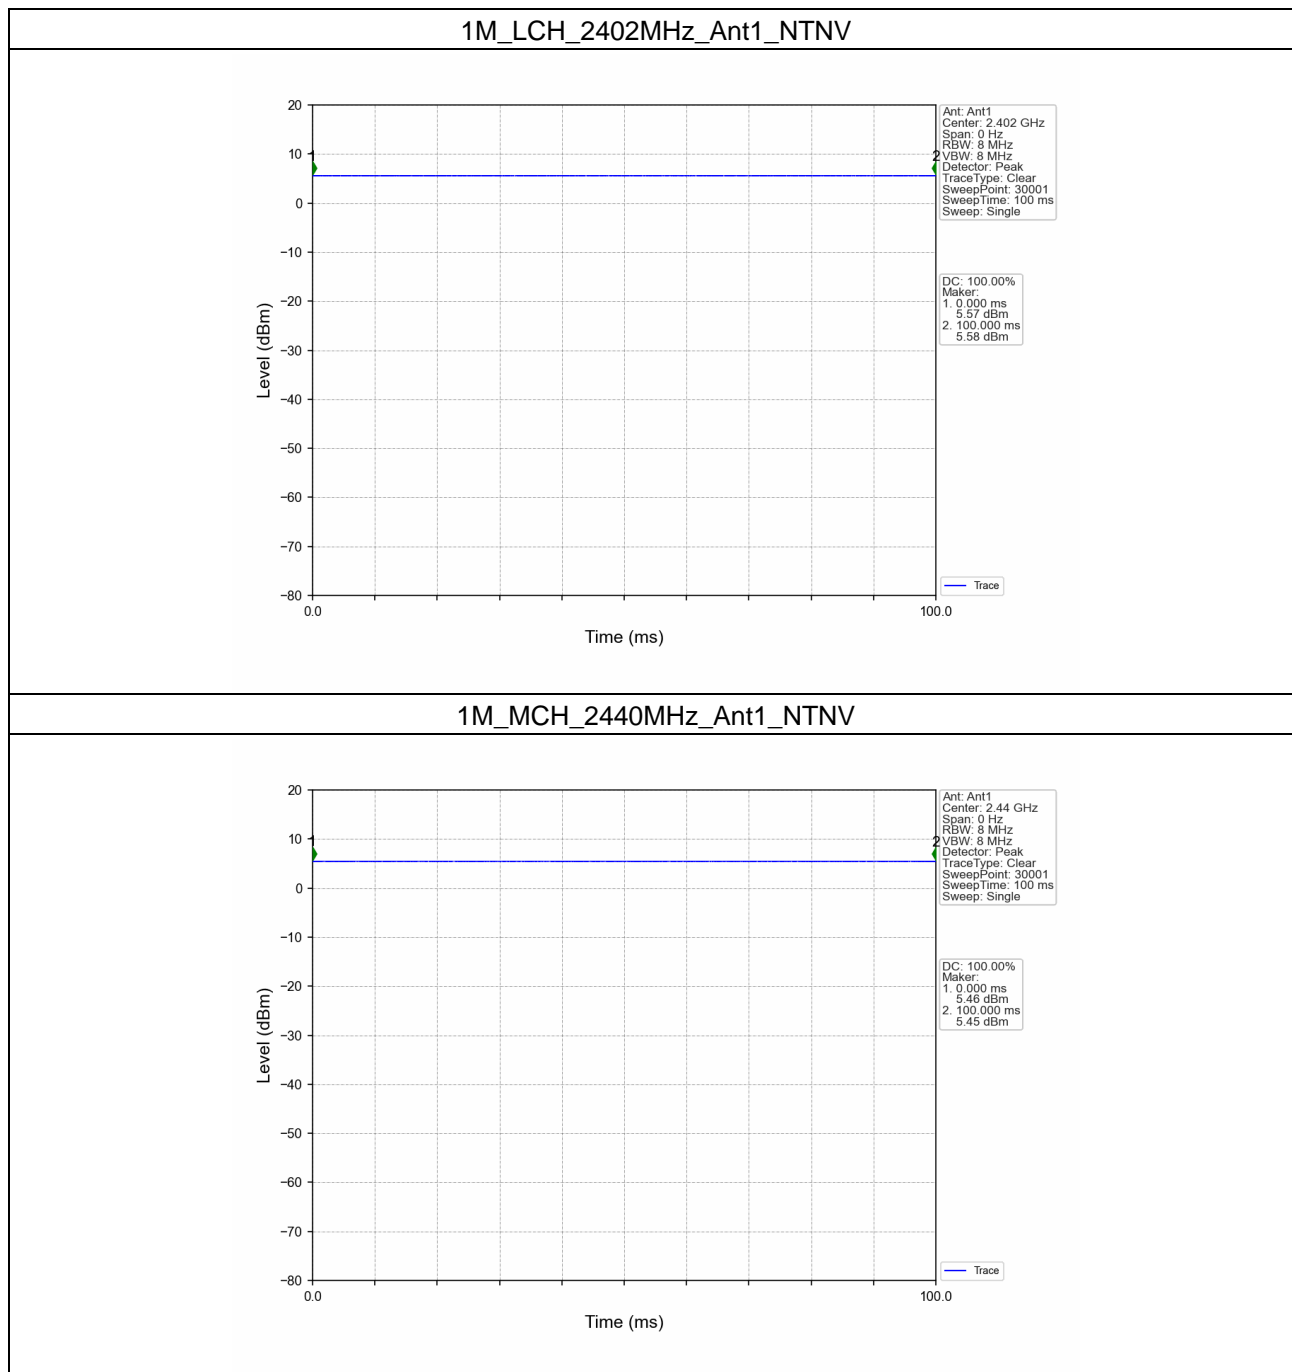 1M_LCH_2402MHz_Ant1_NTNV
20
10
0
−10
−20
−30
−40
−50
−60
−70
−80
Level (dBm)
0.0
100.0
Time (ms)
1
2
Ant: Ant1
Center: 2.402 GHz
Span: 0 Hz
RBW: 8 MHz
VBW: 8 MHz
Detector: Peak
TraceType: Clear
SweepPoint: 30001
SweepTime: 100 ms
Sweep: Single
DC: 100.00%
Maker:
1. 0.000 ms
5.57 dBm
2. 100.000 ms
5.58 dBm
Trace
1M_MCH_2440MHz_Ant1_NTNV
20
10
0
−10
−20
−30
−40
−50
−60
−70
−80
Level (dBm)
0.0
100.0
Time (ms)
1
2
Ant: Ant1
Center: 2.44 GHz
Span: 0 Hz
RBW: 8 MHz
VBW: 8 MHz
Detector: Peak
TraceType: Clear
SweepPoint: 30001
SweepTime: 100 ms
Sweep: Single
DC: 100.00%
Maker:
1. 0.000 ms
5.46 dBm
2. 100.000 ms
5.45 dBm
Trace